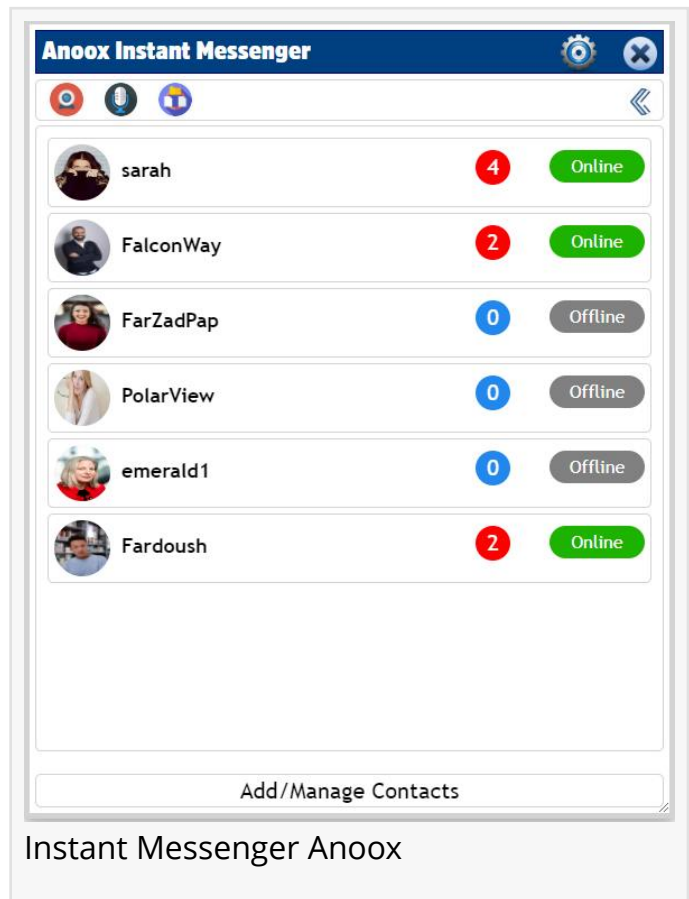 Anoox Instant Messenger
sarah 4 Online
FalconWay 2 Online
FarZadPap 0 Offline
PolarView 0 Offline
emerald1 0 Offline
Fardoush 2 Online
Add/Manage Contacts
Instant Messenger Anoox